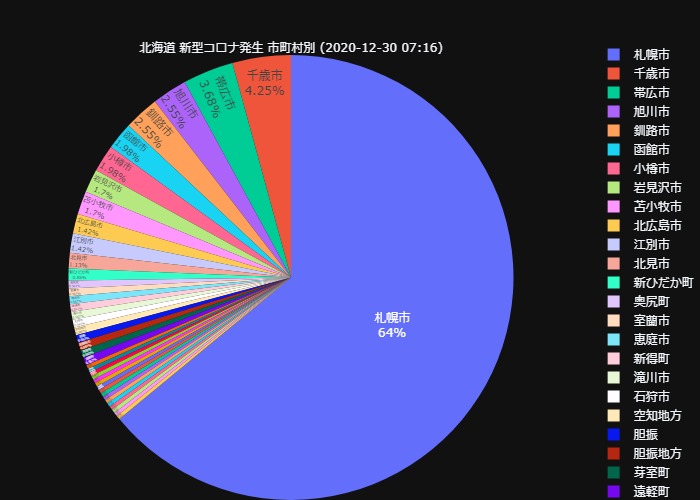 北海道 新型コロナ発生 市町村別 (2020-12-30 07:16)
札幌市
64%
千歳市
4.25%
帯広市
3.68%
旭川市
2.55%
釧路市
2.55%
函館市
1.98%
小樽市
1.98%
岩見沢市
1.7%
苫小牧市
1.7%
北広島市
1.42%
江別市
1.42%
北見市
1.13%
札幌市
千歳市
帯広市
旭川市
釧路市
函館市
小樽市
岩見沢市
苫小牧市
北広島市
江別市
北見市
新ひだか町
奥尻町
室蘭市
恵庭市
新得町
滝川市
石狩市
空知地方
胆振
胆振地方
芽室町
遠軽町